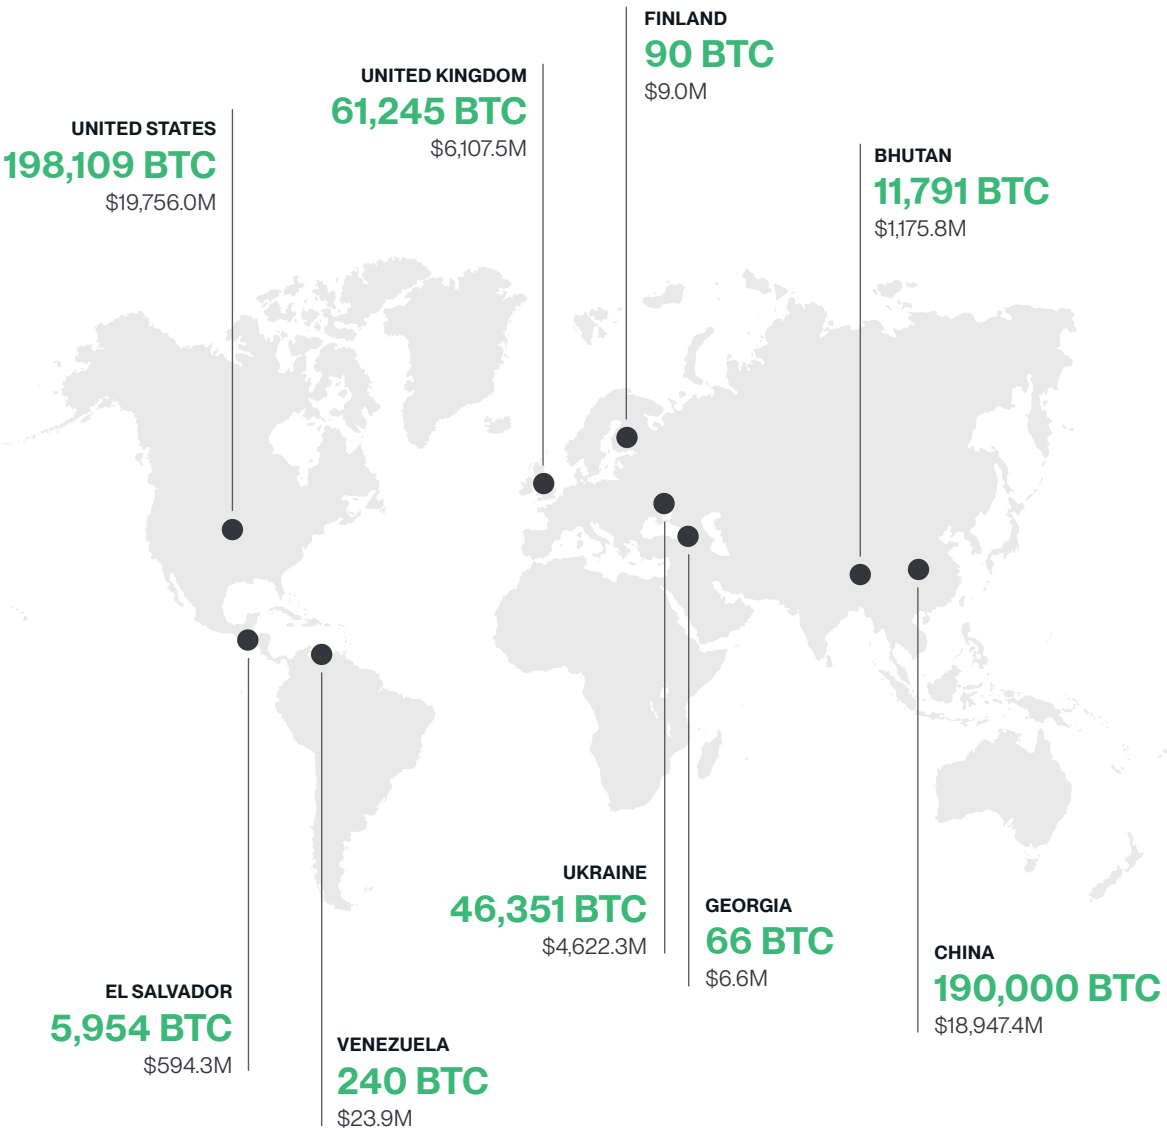 FINLAND
90 BTC
$9.0M
UNITED KINGDOM
61,245 BTC
$6,107.5M
UNITED STATES
198,109 BTC
$19,756.0M
BHUTAN
11,791 BTC
$1,175.8M
UKRAINE
46,351 BTC
$4,622.3M
GEORGIA
66 BTC
$6.6M
CHINA
190,000 BTC
$18,947.4M
EL SALVADOR
5,954 BTC
$594.3M
VENEZUELA
240 BTC
$23.9M